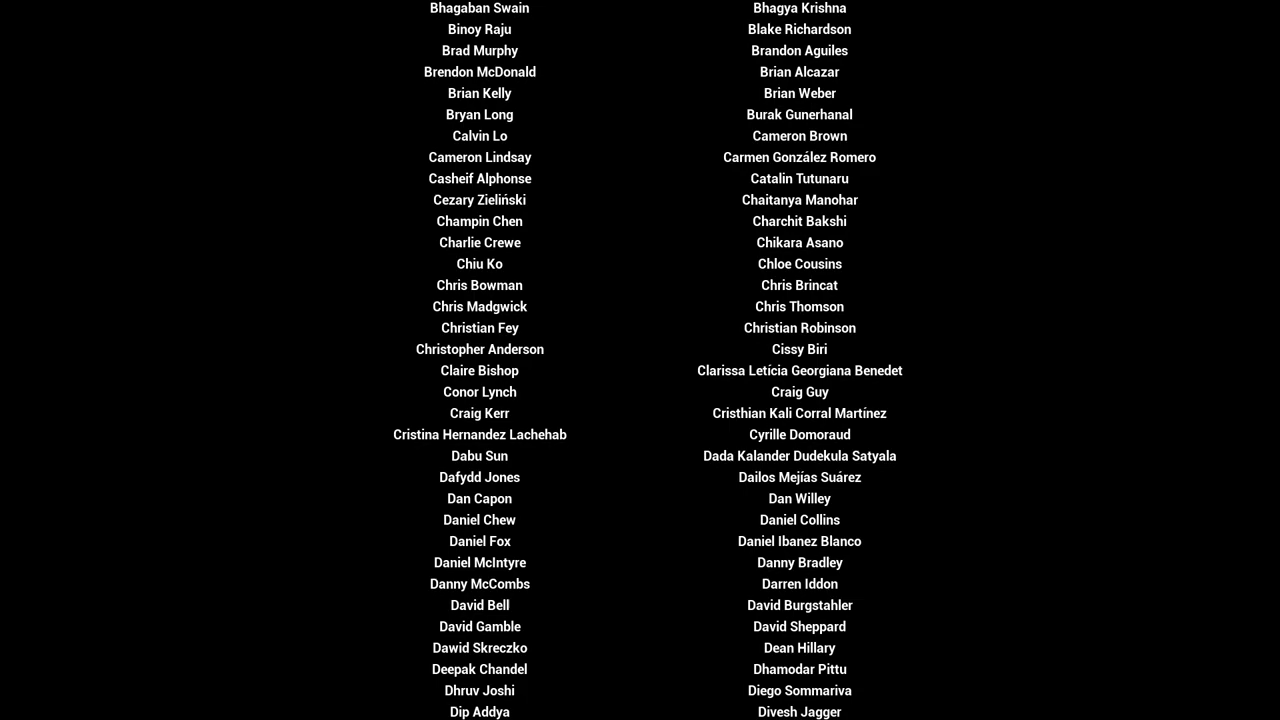 Bhagaban Swain Bhagya Krishna
Binoy Raju Blake Richardson
Brad Murphy Brandon Aguiles
Brendon McDonald Brian Alcazar
Brian Kelly Brian Weber
Bryan Long Burak Gunerhanal
Calvin Lo Cameron Brown
Cameron Lindsay Carmen González Romero
Casheif Alphonse Catalin Tutunaru
Cezary Zieliński Chaitanya Manohar
Champin Chen Charchit Bakshi
Charlie Crewe Chikara Asano
Chiu Ko Chloe Cousins
Chris Bowman Chris Brincat
Chris Madgwick Chris Thomson
Christian Fey Christian Robinson
Christopher Anderson Cissy Biri
Claire Bishop Clarissa Letícia Georgiana Benedet
Conor Lynch Craig Guy
Craig Kerr Cristhian Kali Corral Martínez
Cristina Hernandez Lachehab Cyrille Domoraud
Dabu Sun Dada Kalander Dudekula Satyala
Dafydd Jones Dailos Mejías Suárez
Dan Capon Dan Willey
Daniel Chew Daniel Collins
Daniel Fox Daniel Ibanez Blanco
Daniel McIntyre Danny Bradley
Danny McCombs Darren Iddon
David Bell David Burgstahler
David Gamble David Sheppard
Dawid Skreczko Dean Hillary
Deepak Chandel Dhamodar Pittu
Dhruv Joshi Diego Sommariva
Dip Addya Divesh Jagger